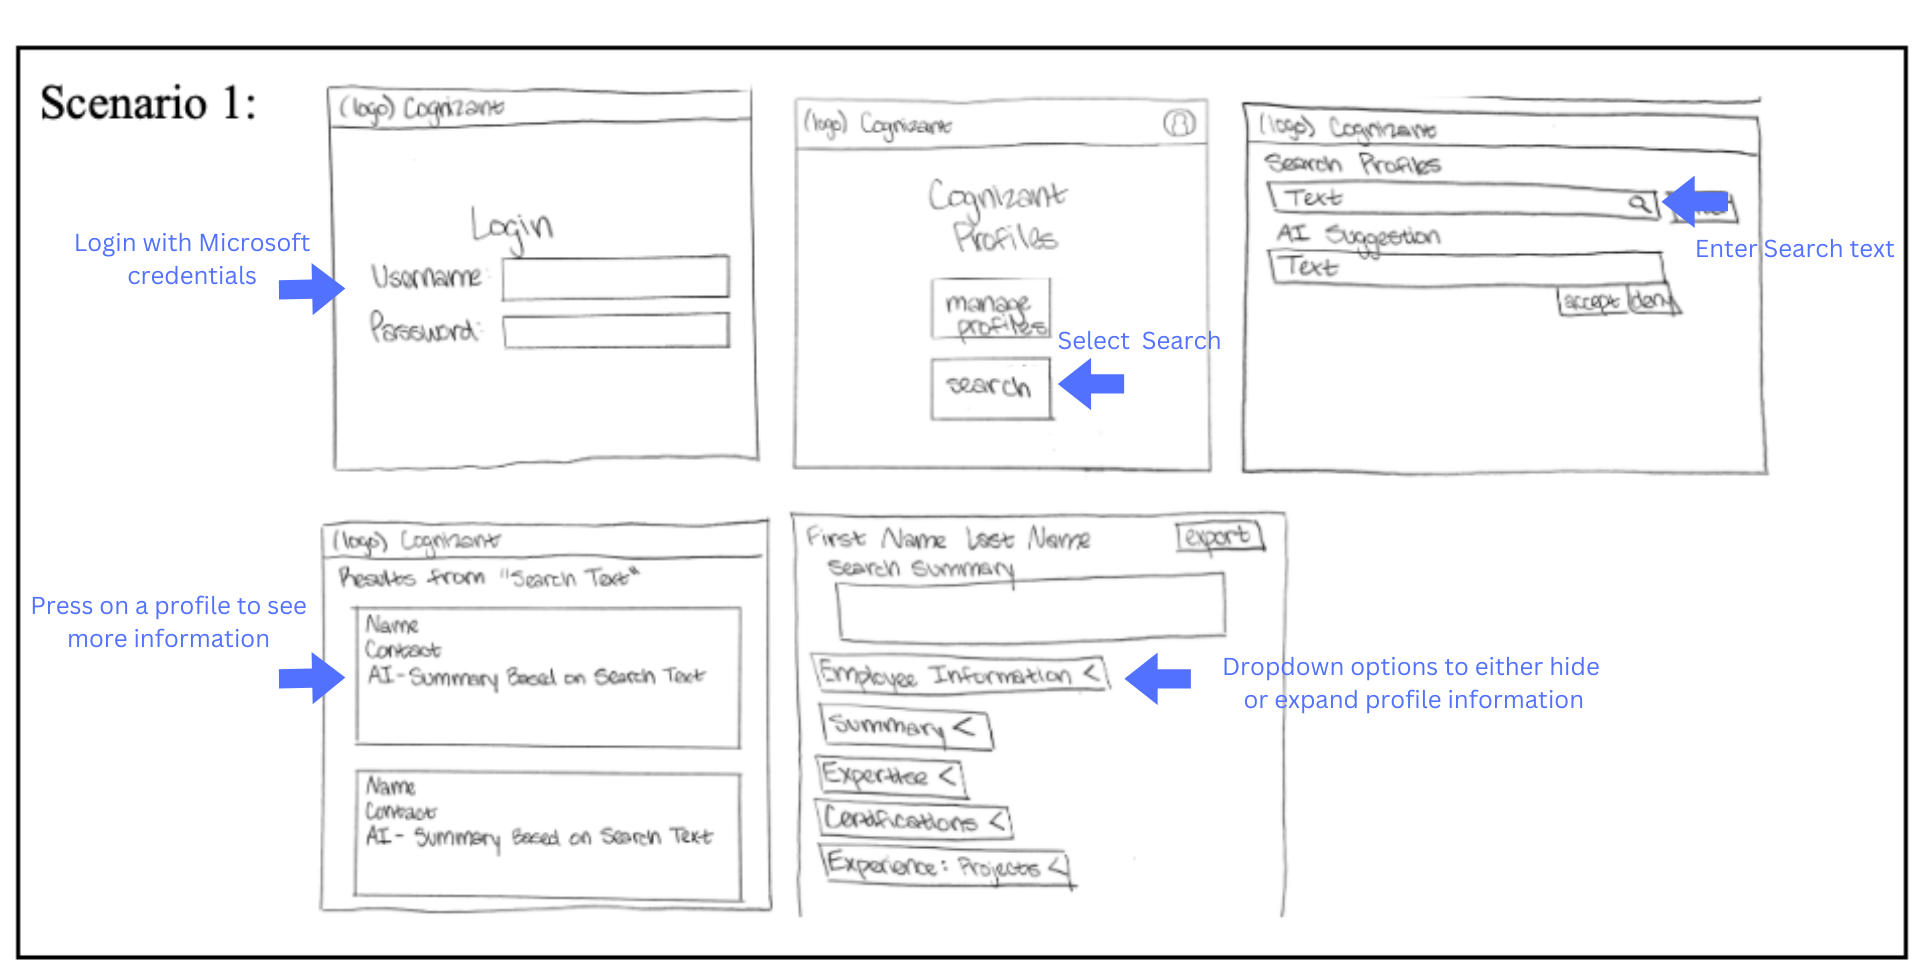 Scenario 1:
(logo) Cognizant
Login
Login with Microsoft
credentials
Username:
Password:
(logo) Cognizant
Cognizant
Profiles
manage
profiles
Select Search
search
(logo) Cognizant
Search Profiles
Text
Enter Search text
AI Suggestion
Text
accept deny
(logo) Cognizant
Results from "Search Text"
Press on a profile to see
more information
Name
Contact
AI-Summary Based on Search Text
Name
Contact
AI- Summary Based on Search Text
First Name Last Name
export
Search Summary
Employee Information <
Dropdown options to either hide
or expand profile information
Summary <
Expertise <
Certifications <
Experience: Projects <